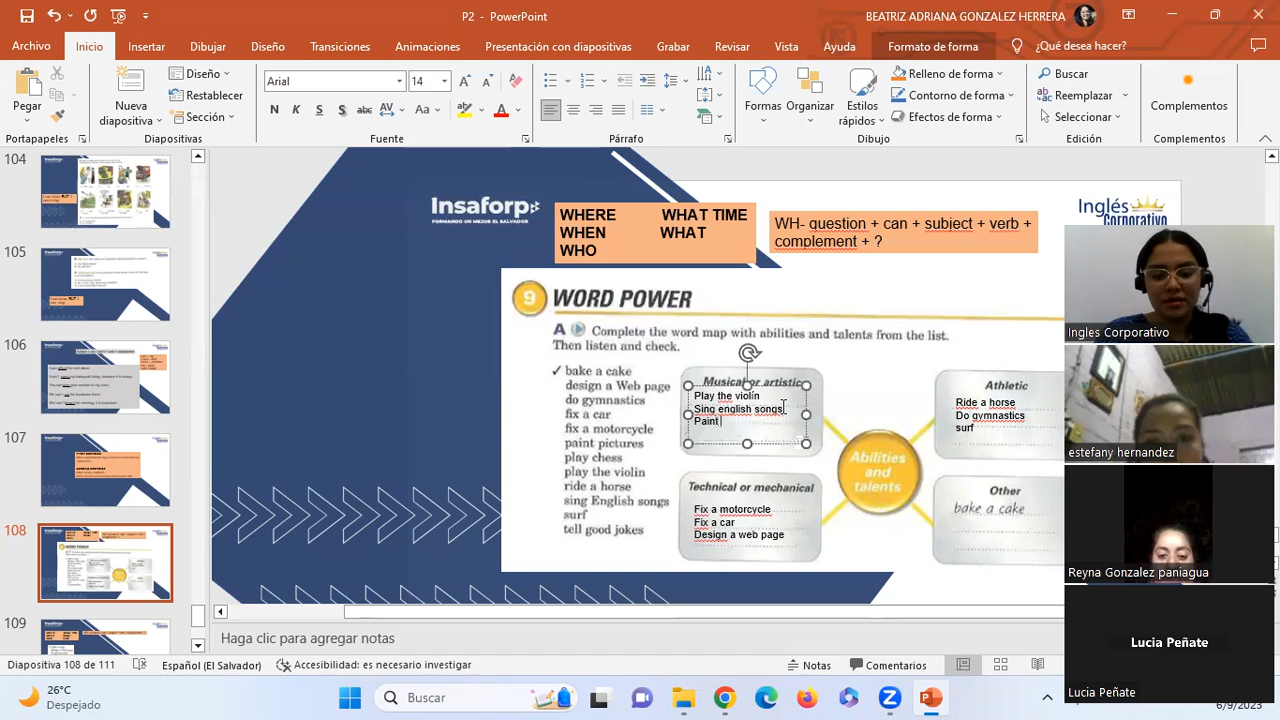 P2 - PowerPoint
BEATRIZ ADRIANA GONZALEZ HERRERA
Archivo Inicio Insertar Dibujar Diseño Transiciones Animaciones Presentación con diapositivas Grabar Revisar Vista Ayuda Formato de forma ¿Qué desea hacer?
Pegar
Portapapeles
Nueva diapositiva
Diseño
Restablecer
Sección
Diapositivas
Arial 14
N K S S abc AV Aa A
Fuente
Párrafo
Formas
Organizar
Estilos rápidos
Relleno de forma
Contorno de forma
Efectos de forma
Dibujo
Buscar
Reemplazar
Seleccionar
Edición
Complementos
Complementos
104
105
106
107
108
109
Insaforp
FORMANDO UN MEJOR EL SALVADOR
WHERE WHAT TIME
WHEN WHAT
WHO
WH- question + can + subject + verb +
complement + ?
Inglés
Corporativo
9 WORD POWER
A Complete the word map with abilities and talents from the list.
Then listen and check.
✓ bake a cake
design a Web page
do gymnastics
fix a car
fix a motorcycle
paint pictures
play chess
play the violin
ride a horse
sing English songs
surf
tell good jokes
Musical or artistic
Play the violin
Sing english songs
Paint
Technical or mechanical
Fix a motorcycle
Fix a car
Design a web page
Abilities
and
talents
Athletic
Ride a horse
Do gymnastics
surf
Other
bake a cake
Ingles Corporativo
estefany hernandez
Reyna Gonzalez paniagua
Lucia Peñate
Lucia Peñate
Haga clic para agregar notas
Diapositiva 108 de 111 Español (El Salvador) Accesibilidad: es necesario investigar Notas Comentarios
26°C
Despejado
Buscar
6/9/2023